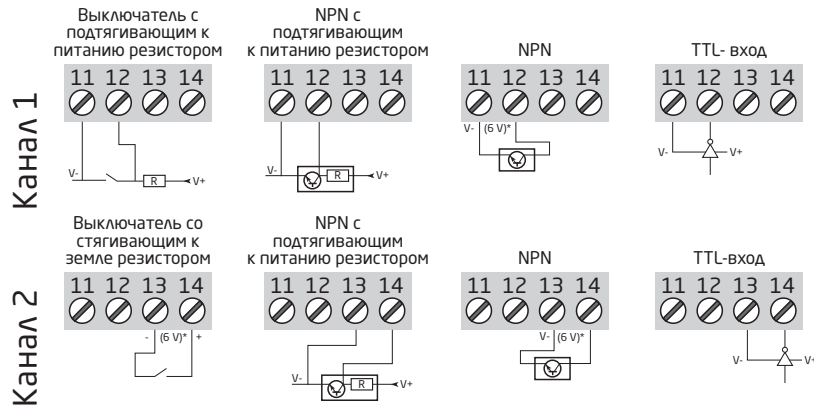 Канал 1
Выключатель с
подтягивающим к
питанию резистором
11 12 13 14
V- R V+
NPN с
подтягивающим
к питанию резистором
11 12 13 14
V- R V+
NPN
11 12 13 14
V- (6 V)*
TTL- вход
11 12 13 14
V- V+
Канал 2
Выключатель со
стягивающим к
земле резистором
11 12 13 14
- (6 V)* +
NPN с
подтягивающим
к питанию резистором
11 12 13 14
V- R V+
NPN
11 12 13 14
V- (6 V)*
TTL-вход
11 12 13 14
V- V+